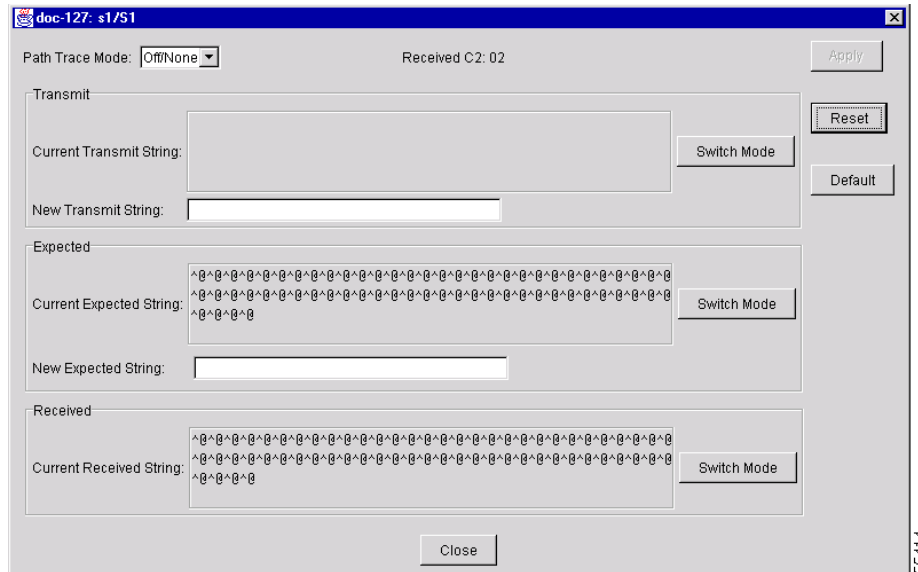 doc-127: s1/S1
Path Trace Mode: Off/None Received C2: 02 Apply
Transmit
Reset
Current Transmit String: Switch Mode
Default
New Transmit String:
Expected
Current Expected String: ^@^@^@^@^@^@^@^@^@^@^@^@^@^@^@^@^@^@^@^@^@^@^@^@^@^@^@^@^@^@
^@^@^@^@^@^@^@^@^@^@^@^@^@^@^@^@^@^@^@^@^@^@^@^@^@^@^@^@^@^@
^@^@^@^@
Switch Mode
New Expected String:
Received
Current Received String: ^@^@^@^@^@^@^@^@^@^@^@^@^@^@^@^@^@^@^@^@^@^@^@^@^@^@^@^@^@^@
^@^@^@^@^@^@^@^@^@^@^@^@^@^@^@^@^@^@^@^@^@^@^@^@^@^@^@^@^@^@
^@^@^@^@
Switch Mode
Close